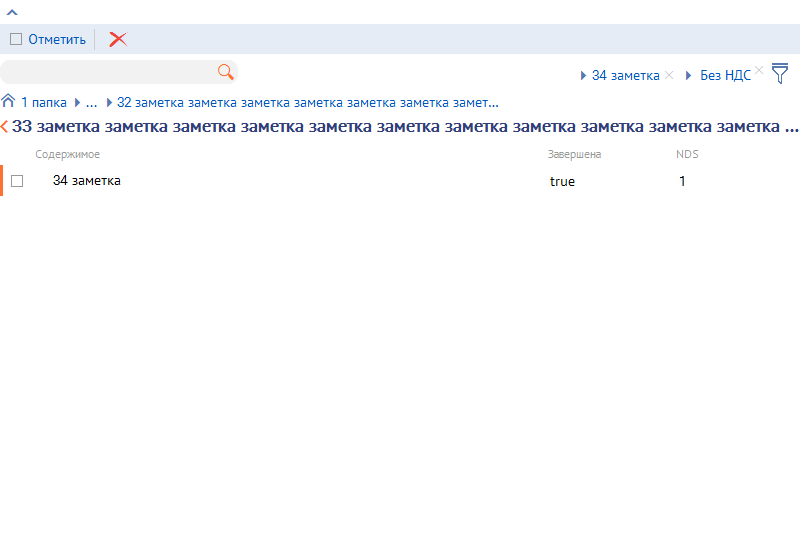 Отметить
34 заметка Без НДС
1 папка ... 32 заметка заметка заметка заметка заметка заметка замет...
33 заметка заметка заметка заметка заметка заметка заметка заметка заметка заметка заметка ...
Содержимое Завершена NDS
34 заметка true 1